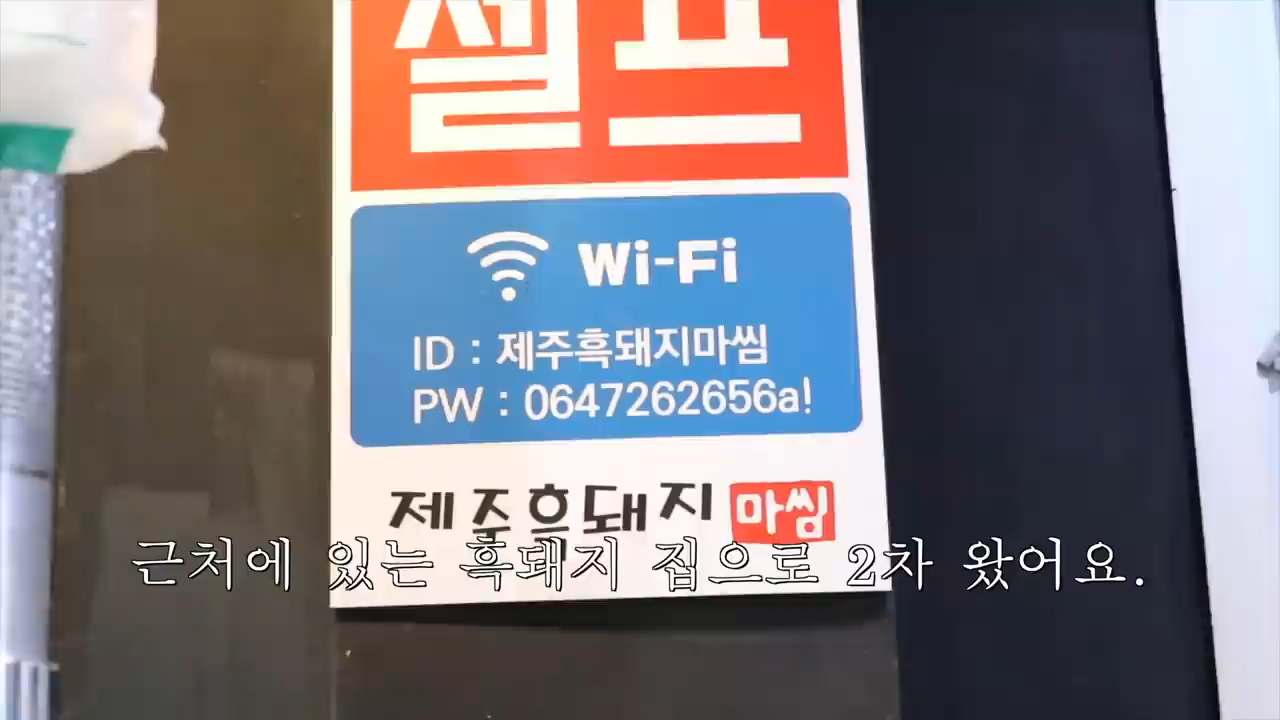 셀프
Wi-Fi
ID : 제주흑돼지마씸
PW : 0647262656a!
제주흑돼지 마씸
근처에 있는 흑돼지 집으로 2차 왔어요.